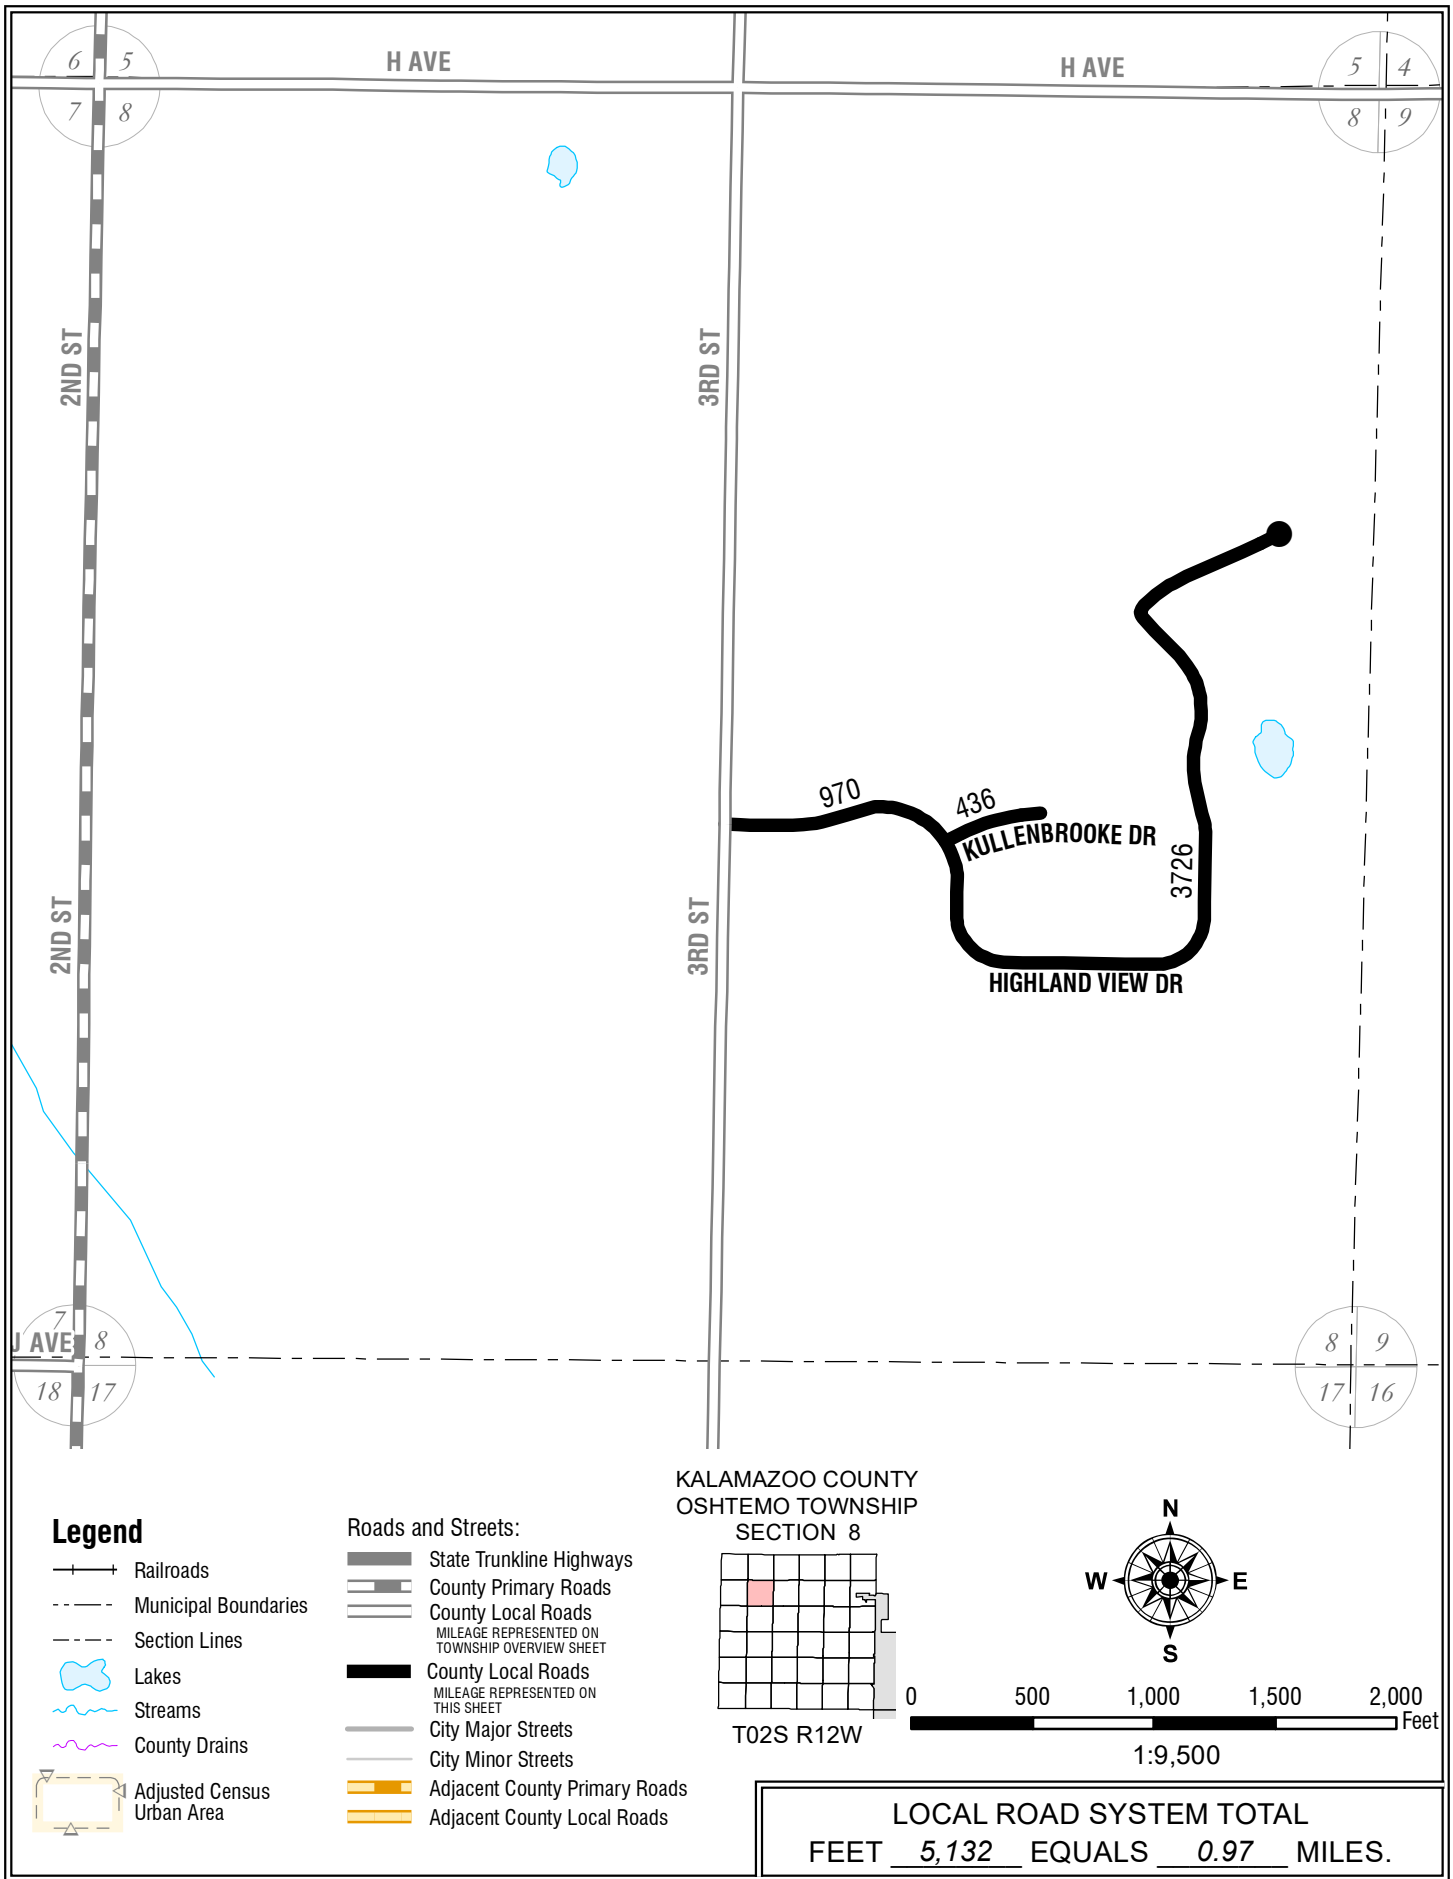 6 5
7 8
H AVE
H AVE
5 4
8 9
2ND ST
3RD ST
970
436
KULLENBROOKE DR
3726
2ND ST
3RD ST
HIGHLAND VIEW DR
7 8
J AVE
18 17
8 9
17 16
KALAMAZOO COUNTY
OSHTEMO TOWNSHIP
SECTION 8
T02S R12W
Legend
Railroads
Municipal Boundaries
Section Lines
Lakes
Streams
County Drains
Adjusted Census
Urban Area
Roads and Streets:
State Trunkline Highways
County Primary Roads
County Local Roads
MILEAGE REPRESENTED ON
TOWNSHIP OVERVIEW SHEET
County Local Roads
MILEAGE REPRESENTED ON
THIS SHEET
City Major Streets
City Minor Streets
Adjacent County Primary Roads
Adjacent County Local Roads
N
W E
S
0 500 1,000 1,500 2,000
Feet
1:9,500
LOCAL ROAD SYSTEM TOTAL
FEET 5,132 EQUALS 0.97 MILES.